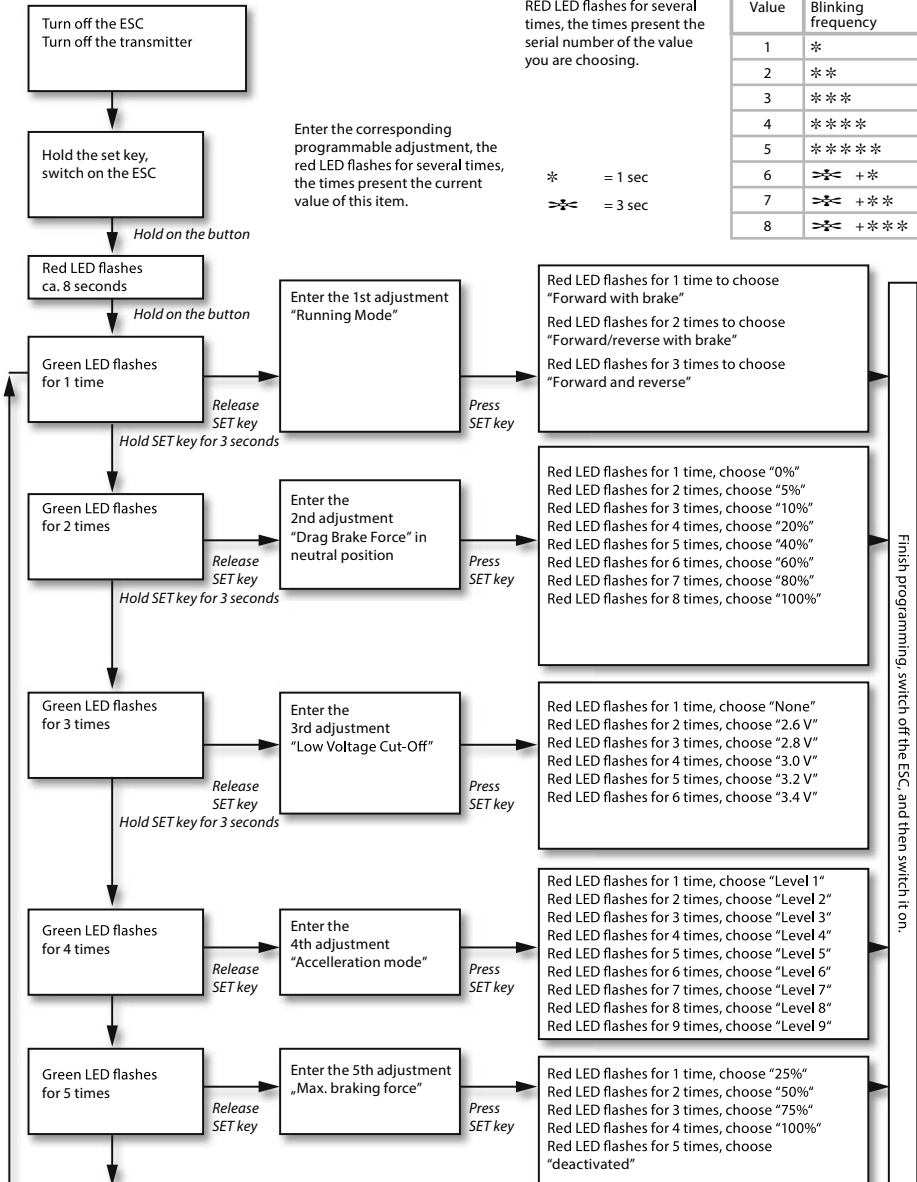 Turn off the ESC
Turn off the transmitter
RED LED flashes for several
times, the times present the
serial number of the value
you are choosing.
Value Blinking
frequency
1 *
2 **
3 ***
4 ****
5 *****
6 + *
7 + **
8 + ***
Hold the set key,
switch on the ESC
Enter the corresponding
programmable adjustment, the
red LED flashes for several times,
the times present the current
value of this item.
* = 1 sec
= 3 sec
Hold on the button
Red LED flashes
ca. 8 seconds
Hold on the button
Green LED flashes
for 1 time
Release
SET key
Hold SET key for 3 seconds
Enter the 1st adjustment
“Running Mode”
Press
SET key
Red LED flashes for 1 time to choose
“Forward with brake”
Red LED flashes for 2 times to choose
“Forward/reverse with brake”
Red LED flashes for 3 times to choose
“Forward and reverse”
Green LED flashes
for 2 times
Release
SET key
Hold SET key for 3 seconds
Enter the
2nd adjustment
“Drag Brake Force” in
neutral position
Press
SET key
Red LED flashes for 1 time, choose “0%”
Red LED flashes for 2 times, choose “5%”
Red LED flashes for 3 times, choose “10%”
Red LED flashes for 4 times, choose “20%”
Red LED flashes for 5 times, choose “40%”
Red LED flashes for 6 times, choose “60%”
Red LED flashes for 7 times, choose “80%”
Red LED flashes for 8 times, choose “100%”
Green LED flashes
for 3 times
Release
SET key
Hold SET key for 3 seconds
Enter the
3rd adjustment
“Low Voltage Cut-Off”
Press
SET key
Red LED flashes for 1 time, choose “None”
Red LED flashes for 2 times, choose “2.6 V”
Red LED flashes for 3 times, choose “2.8 V”
Red LED flashes for 4 times, choose “3.0 V”
Red LED flashes for 5 times, choose “3.2 V”
Red LED flashes for 6 times, choose “3.4 V”
Green LED flashes
for 4 times
Release
SET key
Enter the
4th adjustment
“Accelleration mode”
Press
SET key
Red LED flashes for 1 time, choose “Level 1“
Red LED flashes for 2 times, choose “Level 2“
Red LED flashes for 3 times, choose “Level 3“
Red LED flashes for 4 times, choose “Level 4“
Red LED flashes for 5 times, choose “Level 5“
Red LED flashes for 6 times, choose “Level 6“
Red LED flashes for 7 times, choose “Level 7“
Red LED flashes for 8 times, choose “Level 8“
Red LED flashes for 9 times, choose “Level 9“
Green LED flashes
for 5 times
Release
SET key
Enter the 5th adjustment
„Max. braking force”
Press
SET key
Red LED flashes for 1 time, choose “25%“
Red LED flashes for 2 times, choose “50%“
Red LED flashes for 3 times, choose “75%“
Red LED flashes for 4 times, choose “100%“
Red LED flashes for 5 times, choose
“deactivated”
Finish programming, switch off the ESC, and then switch it on.